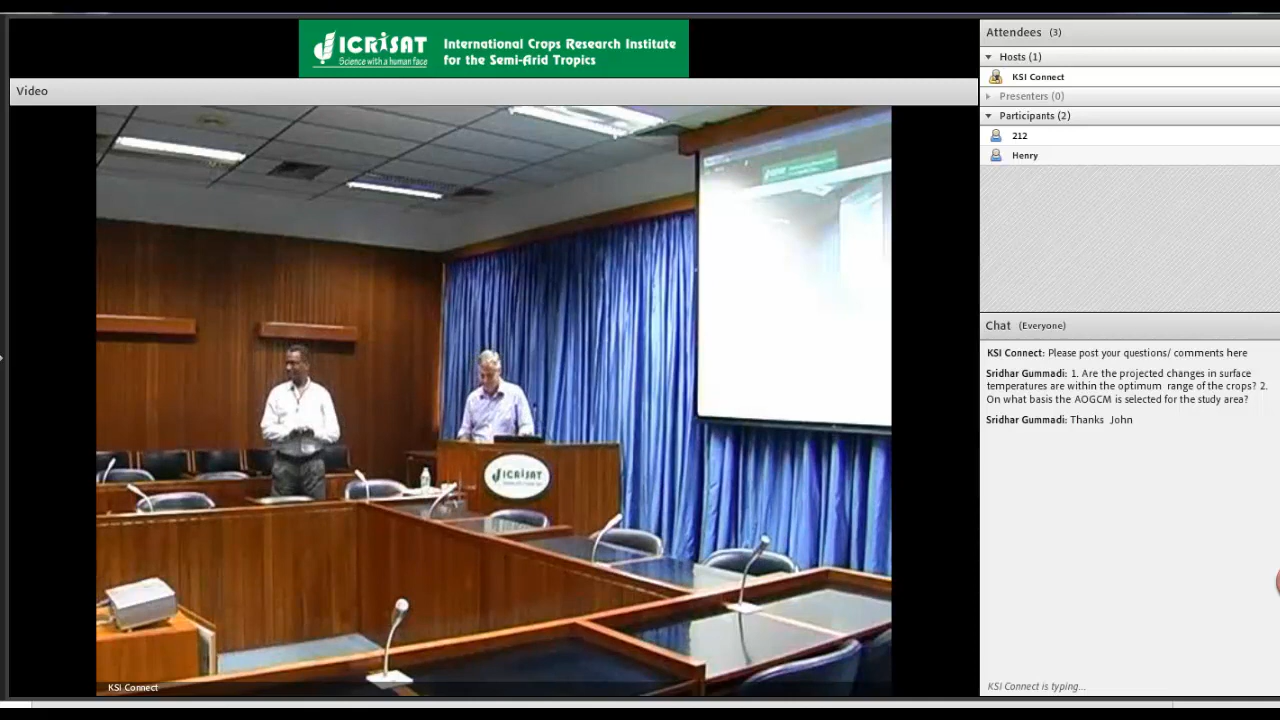 ICRISAT
Science with a human face
International Crops Research Institute
for the Semi-Arid Tropics
Video
ICRISAT
KSI Connect
Attendees (3)
Hosts (1)
KSI Connect
Presenters (0)
Participants (2)
212
Henry
Chat (Everyone)
KSI Connect: Please post your questions/ comments here
Sridhar Gummadi: 1. Are the projected changes in surface
temperatures are within the optimum range of the crops? 2.
On what basis the AOGCM is selected for the study area?
Sridhar Gummadi: Thanks John
KSI Connect is typing...